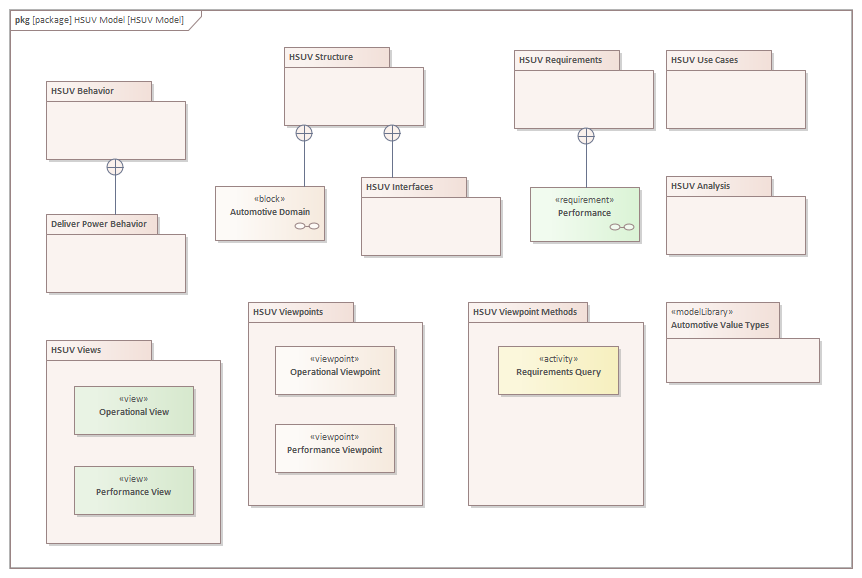 pkg [package] HSUV Model [HSUV Model]
HSUV Structure
HSUV Requirements
HSUV Use Cases
HSUV Behavior
HSUV Interfaces
HSUV Analysis
«block»
Automotive Domain
«requirement»
Performance
Deliver Power Behavior
HSUV Viewpoints
HSUV Viewpoint Methods
«modelLibrary»
Automotive Value Types
HSUV Views
«viewpoint»
Operational Viewpoint
«activity»
Requirements Query
«view»
Operational View
«viewpoint»
Performance Viewpoint
«view»
Performance View